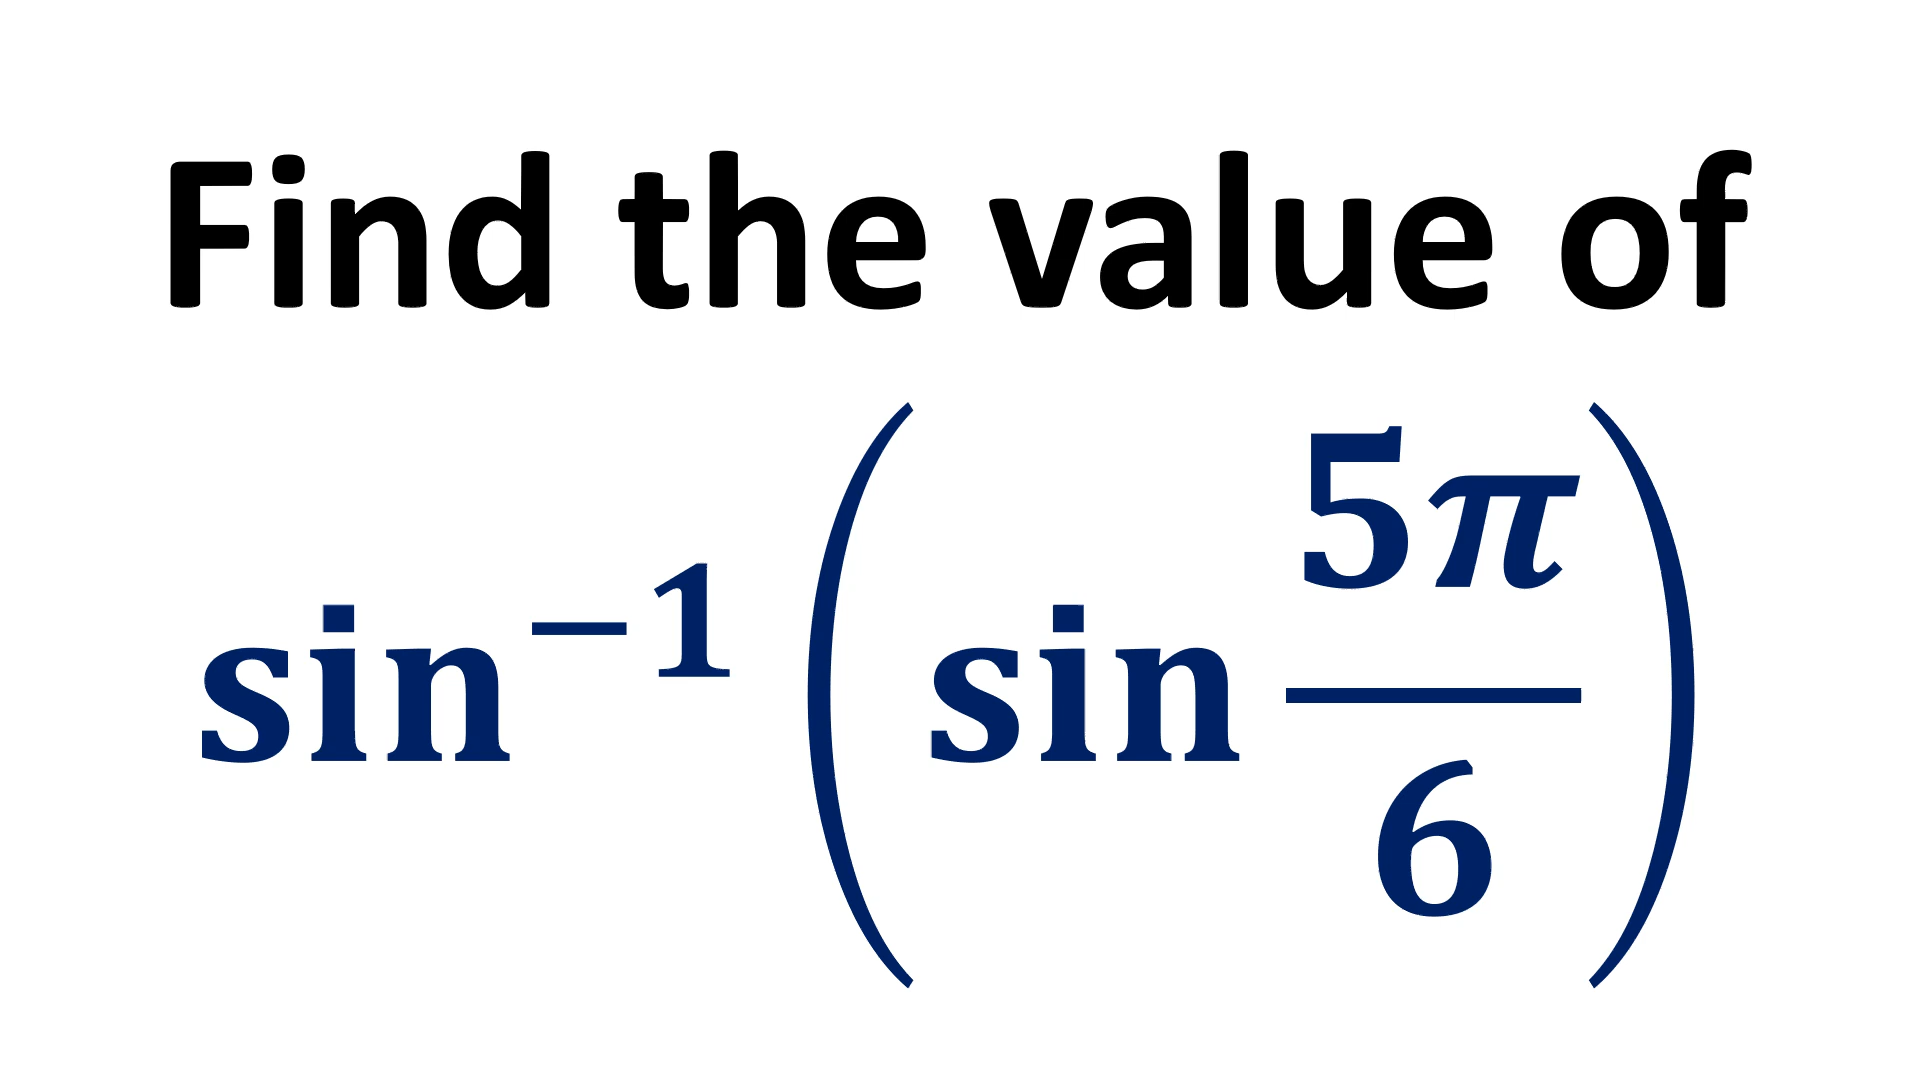 Find the value of
sin⁻¹(sin 5π/6)